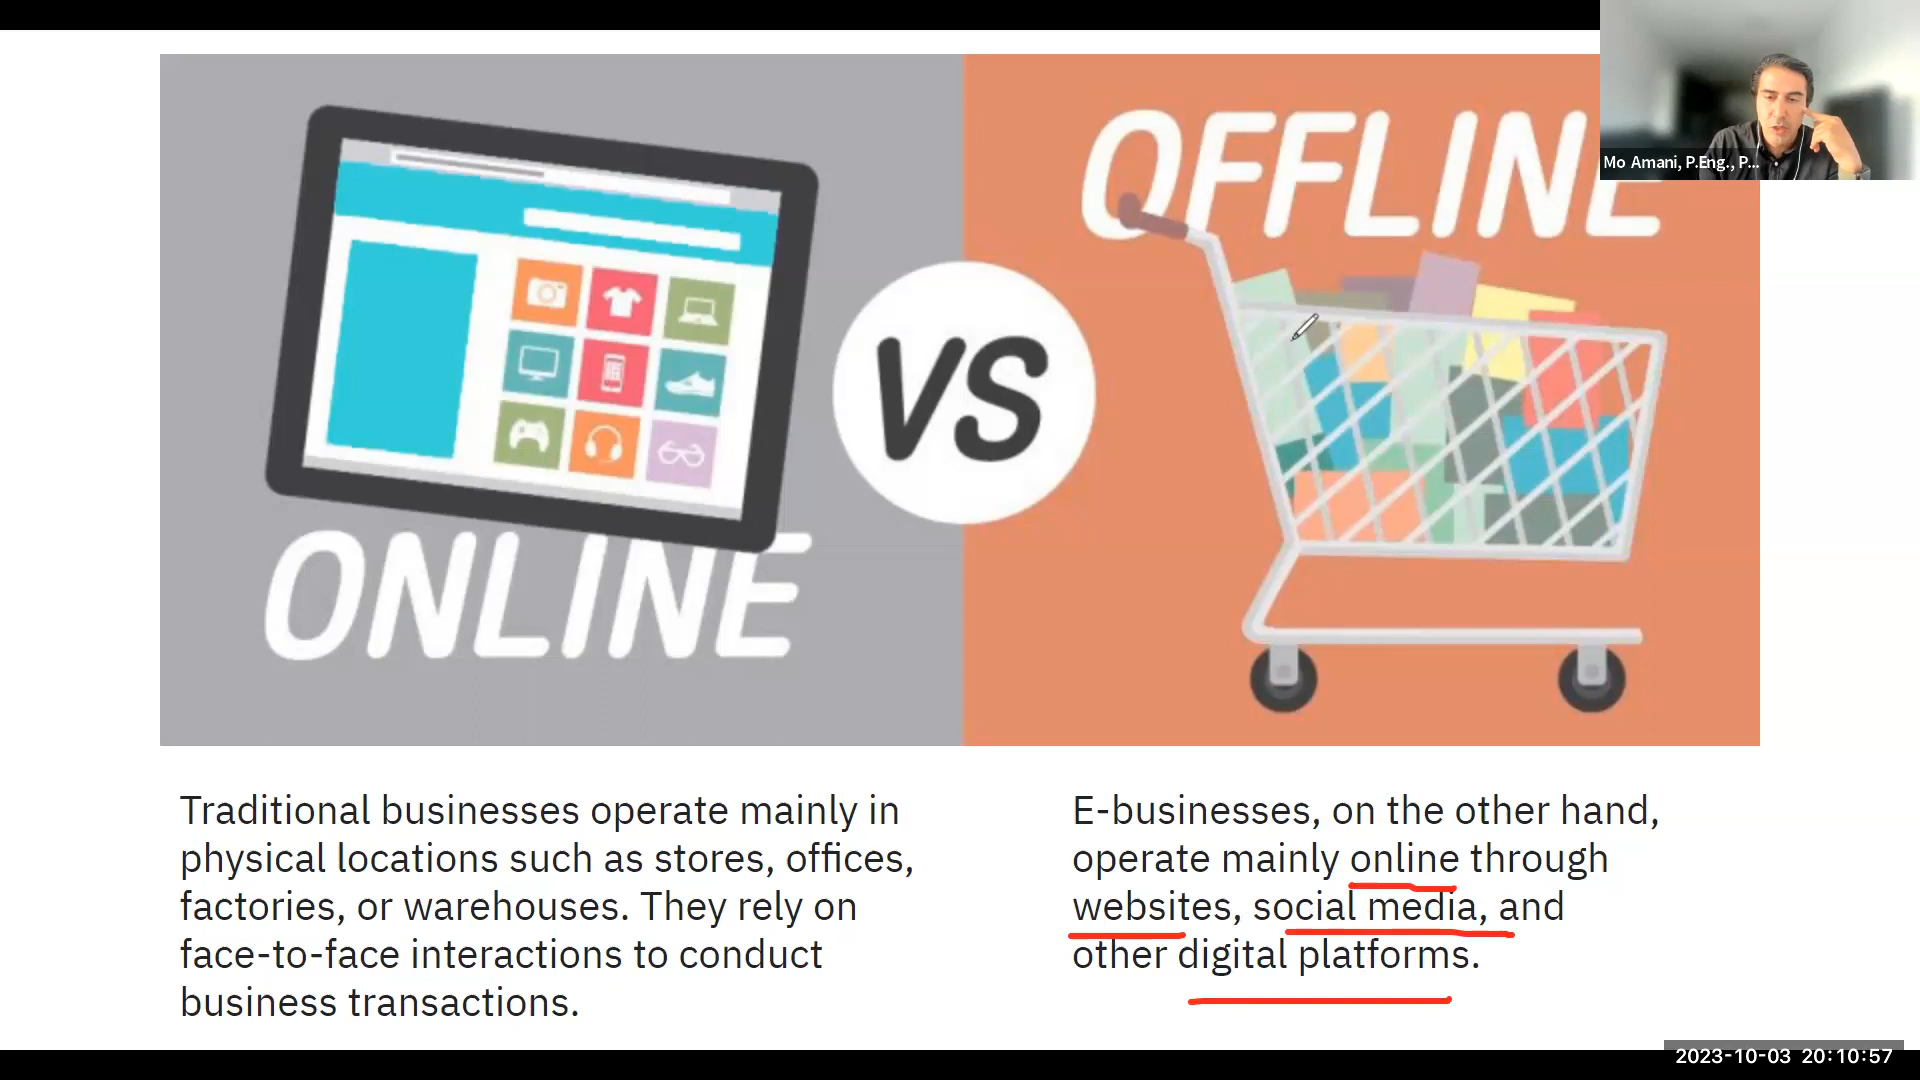 OFFLINE
Mo Amani, P.Eng., P...
VS
ONLINE
Traditional businesses operate mainly in
physical locations such as stores, offices,
factories, or warehouses. They rely on
face-to-face interactions to conduct
business transactions.
E-businesses, on the other hand,
operate mainly online through
websites, social media, and
other digital platforms.
2023-10-03 20:10:57